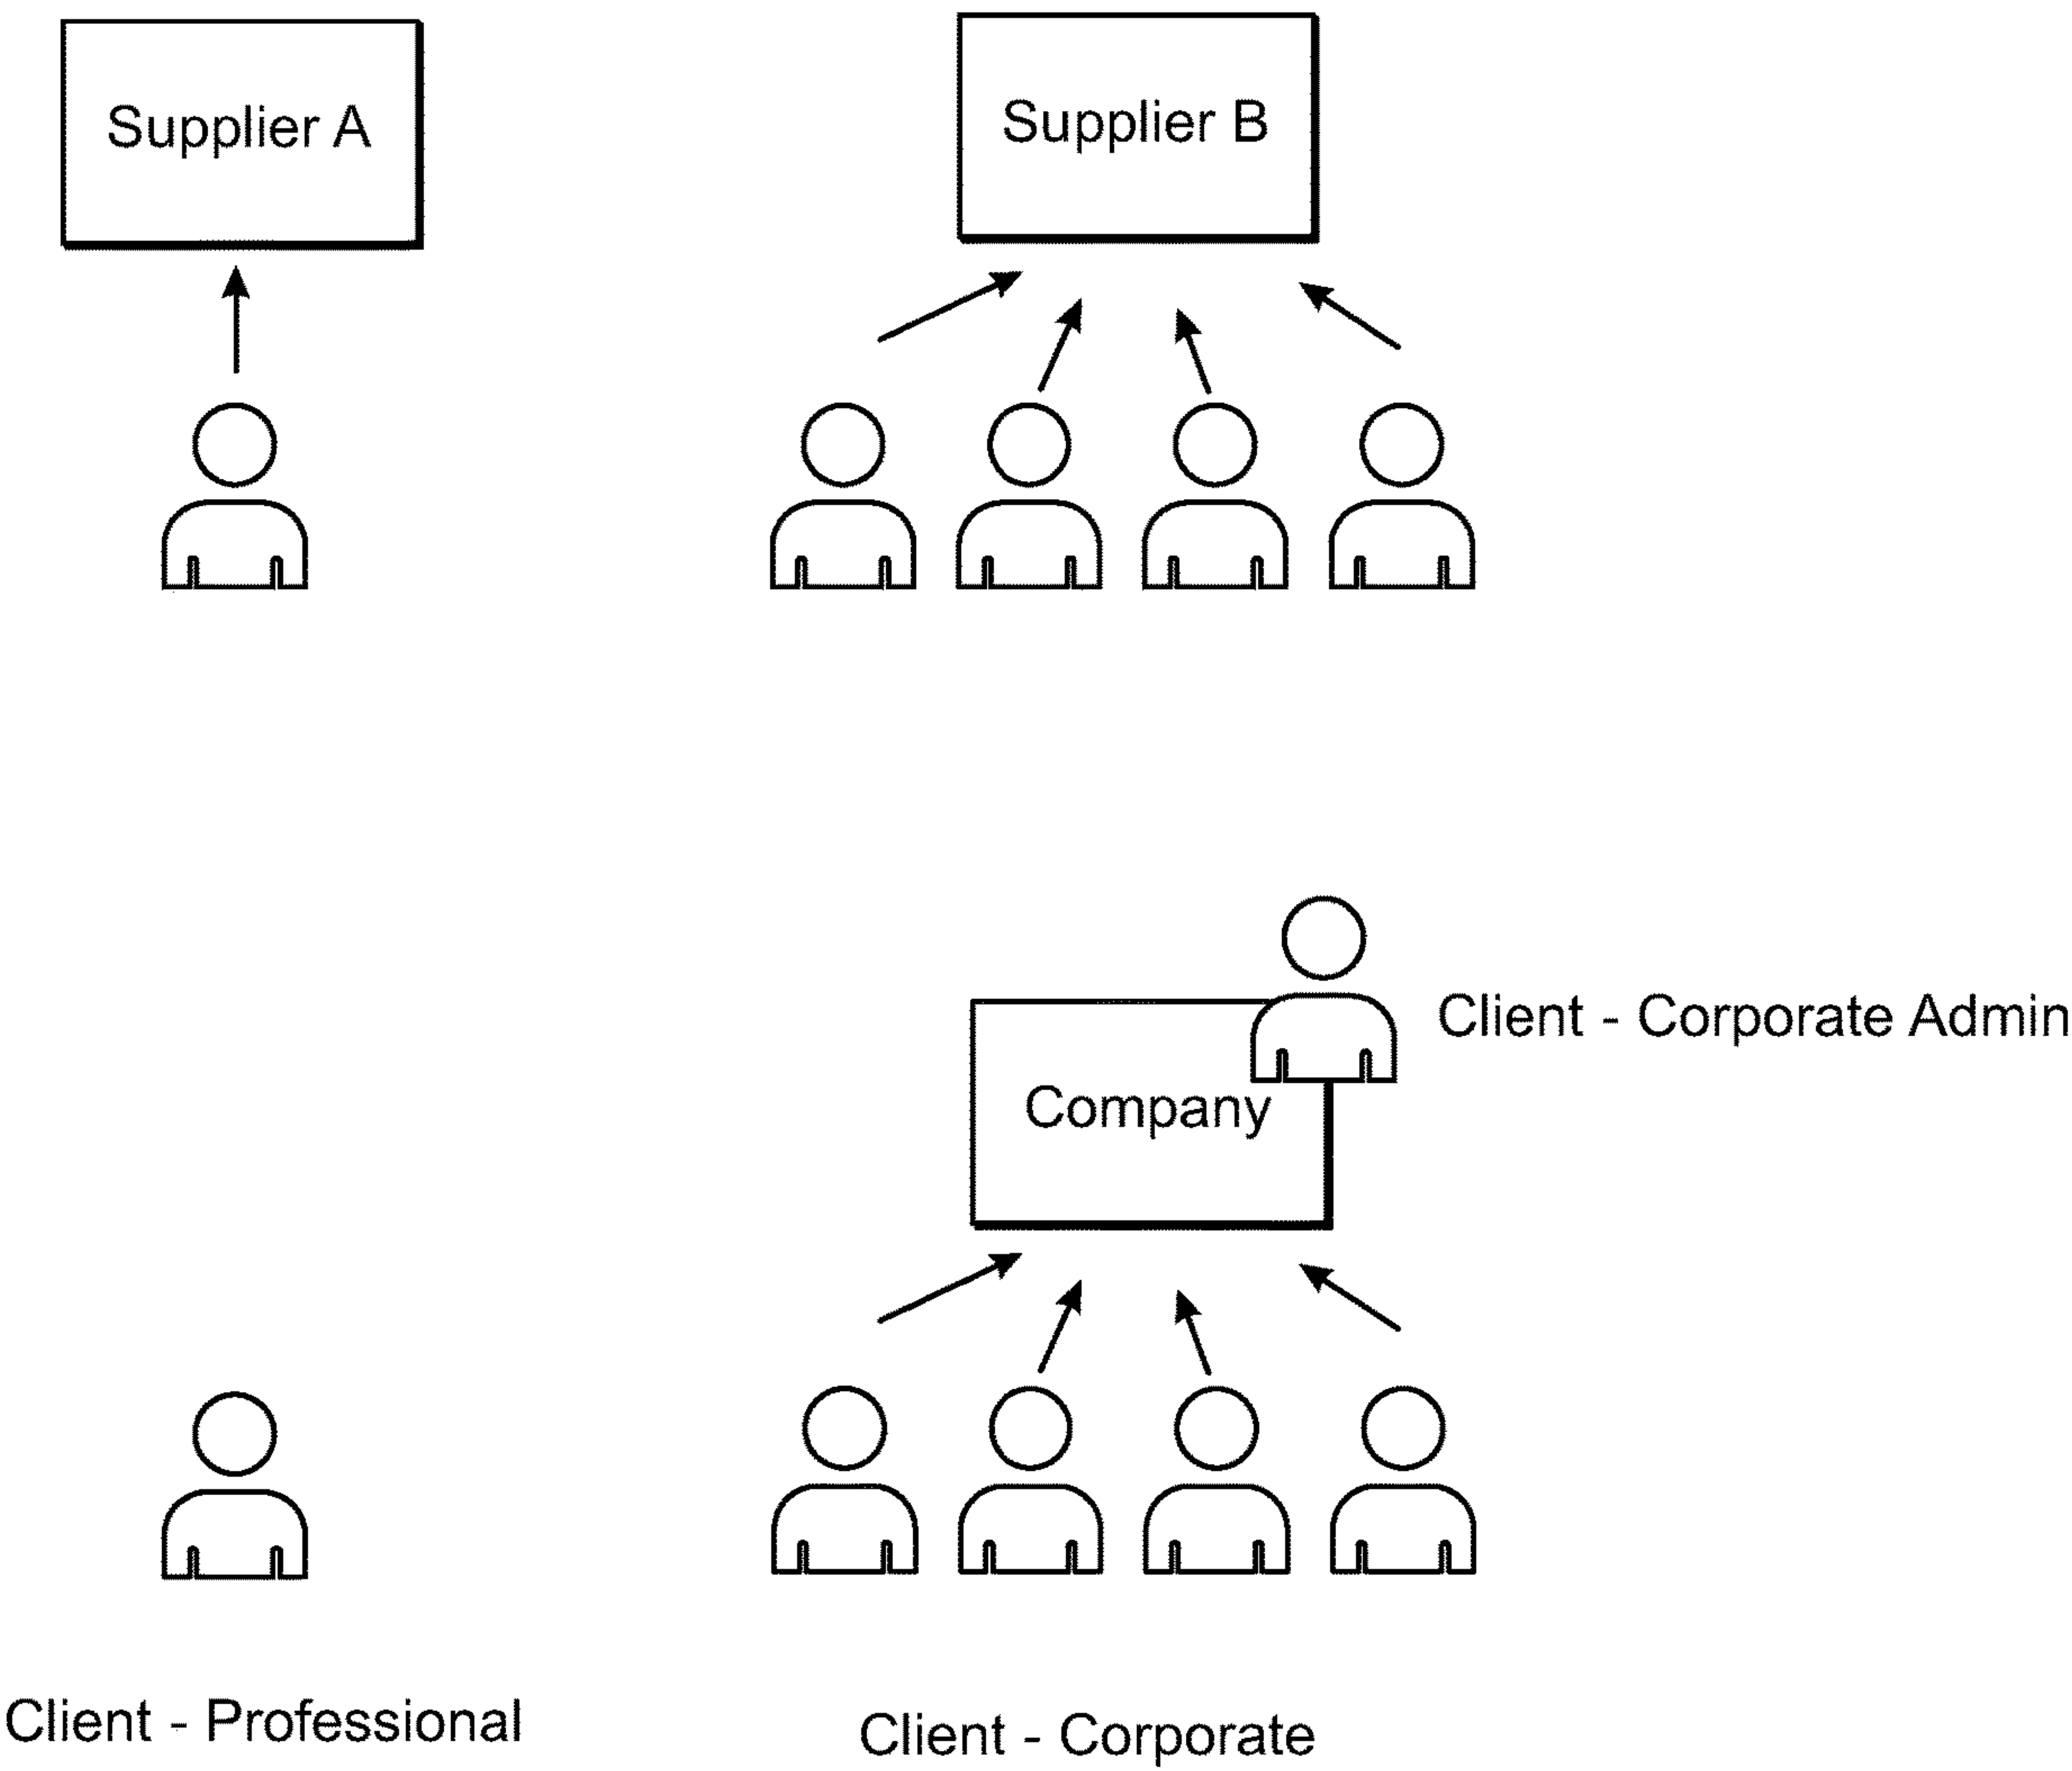 Supplier A
Supplier B
Client - Corporate Admin
Company
Client - Professional
Client - Corporate